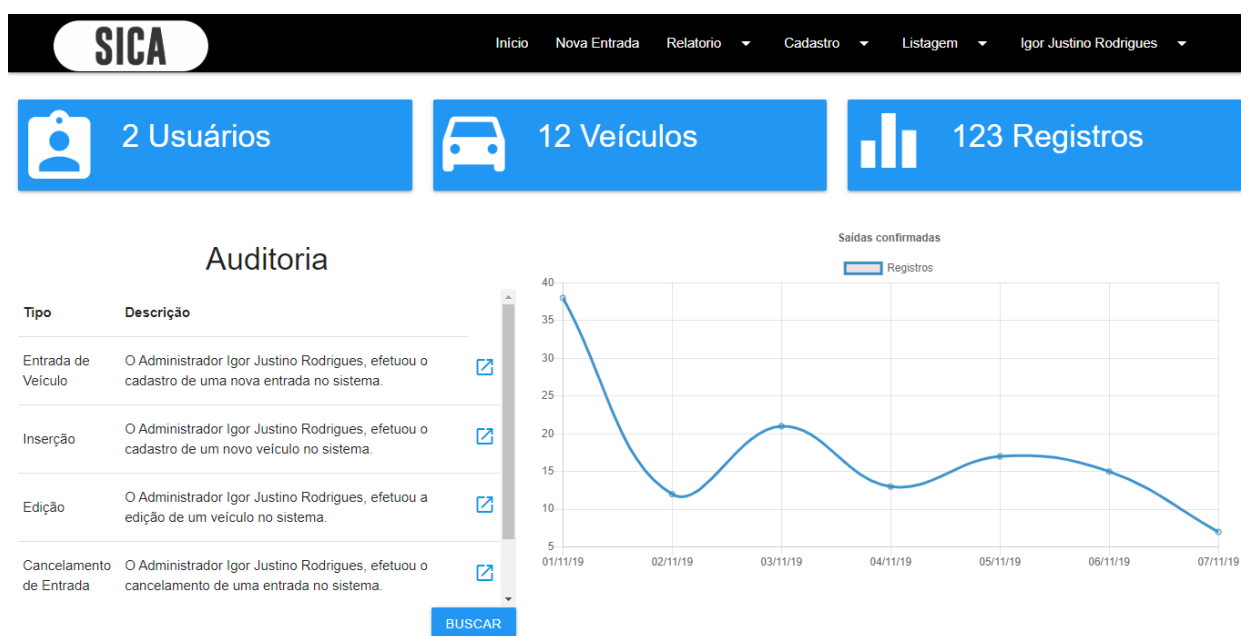 SICA
Início Nova Entrada Relatorio Cadastro Listagem Igor Justino Rodrigues
2 Usuários
12 Veículos
123 Registros
Auditoria
Tipo Descrição
Entrada de Veículo
O Administrador Igor Justino Rodrigues, efetuou o
cadastro de uma nova entrada no sistema.
Inserção
O Administrador Igor Justino Rodrigues, efetuou o
cadastro de um novo veículo no sistema.
Edição
O Administrador Igor Justino Rodrigues, efetuou a
edição de um veículo no sistema.
Cancelamento
de Entrada
O Administrador Igor Justino Rodrigues, efetuou o
cancelamento de uma entrada no sistema.
BUSCAR
Saídas confirmadas
Registros
40
35
30
25
20
15
10
5
01/11/19 02/11/19 03/11/19 04/11/19 05/11/19 06/11/19 07/11/19